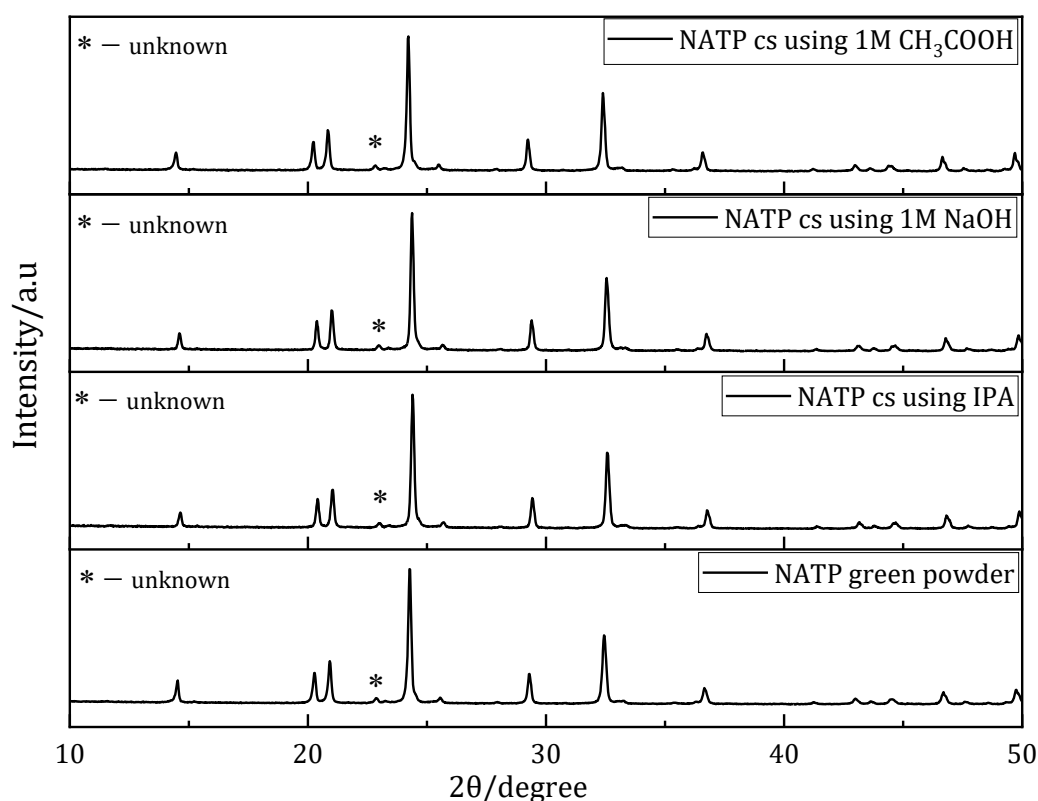 * – unknown
NATP cs using 1M CH₃COOH
*
* – unknown
NATP cs using 1M NaOH
*
* – unknown
NATP cs using IPA
*
* – unknown
NATP green powder
*
Intensity/a.u
10 20 30 40 50
2θ/degree